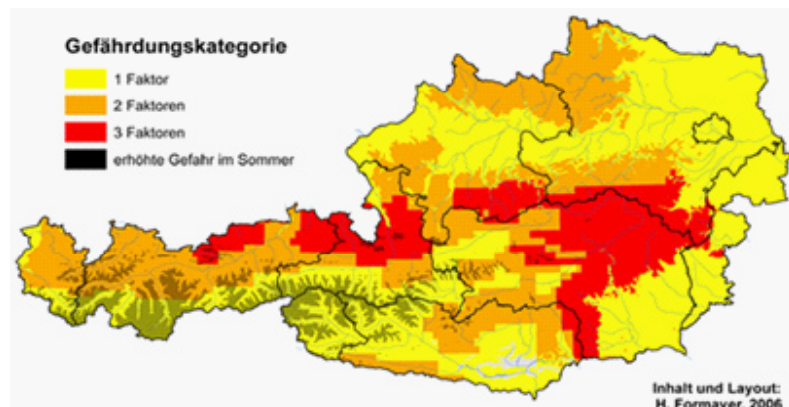 Gefährdungskategorie
1 Faktor
2 Faktoren
3 Faktoren
erhöhte Gefahr im Sommer
Inhalt und Layout:
H. Formayer, 2006